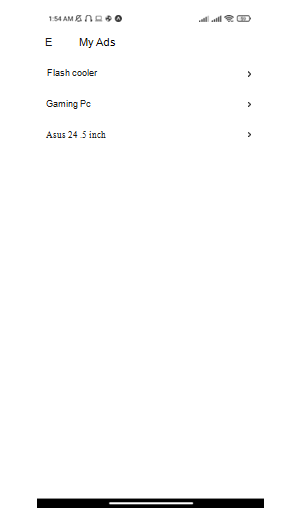 1:54 AM
E My Ads
Flash cooler
Gaming Pc
Asus 24 .5 inch